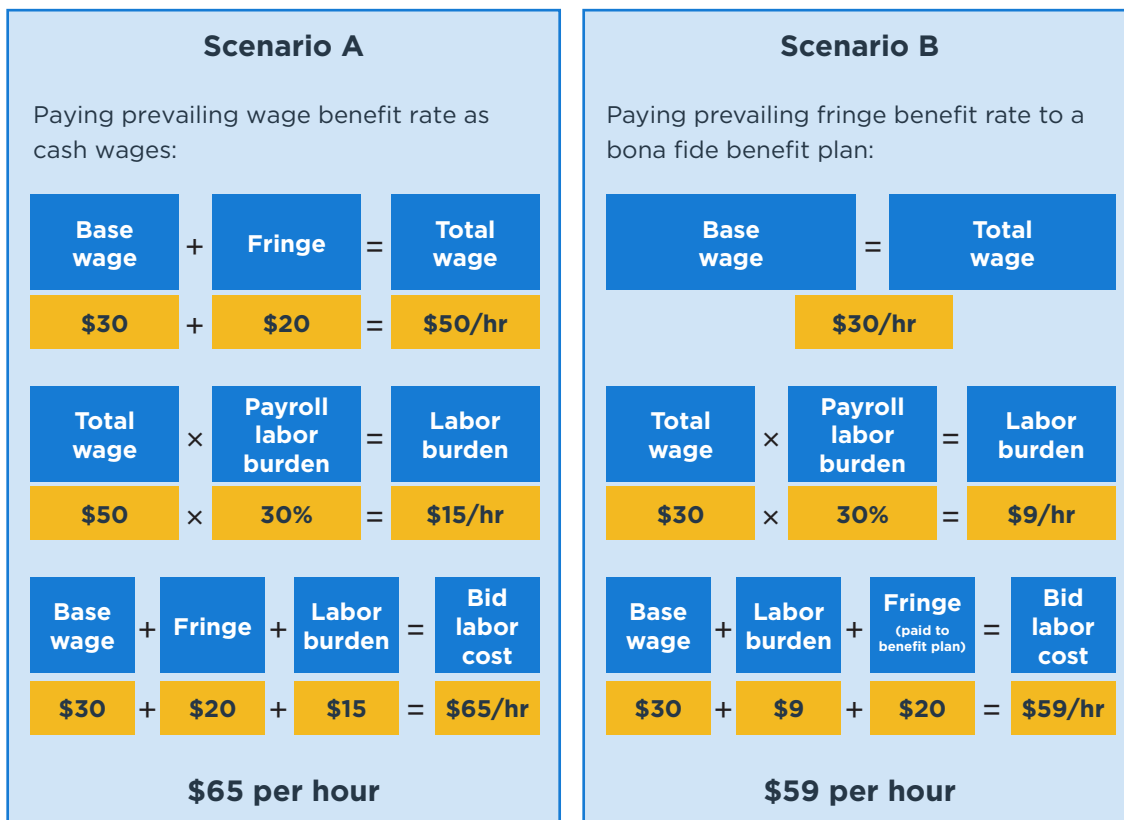 Scenario A
Paying prevailing wage benefit rate as
cash wages:
Base
wage
+
Fringe
=
Total
wage
$30 + $20 = $50/hr
Total
wage
×
Payroll
labor
burden
=
Labor
burden
$50 × 30% = $15/hr
Base
wage
+
Fringe
+
Labor
burden
=
Bid
labor
cost
$30 + $20 + $15 = $65/hr
$65 per hour
Scenario B
Paying prevailing fringe benefit rate to a
bona fide benefit plan:
Base
wage
=
Total
wage
$30/hr
Total
wage
×
Payroll
labor
burden
=
Labor
burden
$30 × 30% = $9/hr
Base
wage
+
Labor
burden
+
Fringe
(paid to
benefit plan)
=
Bid
labor
cost
$30 + $9 + $20 = $59/hr
$59 per hour